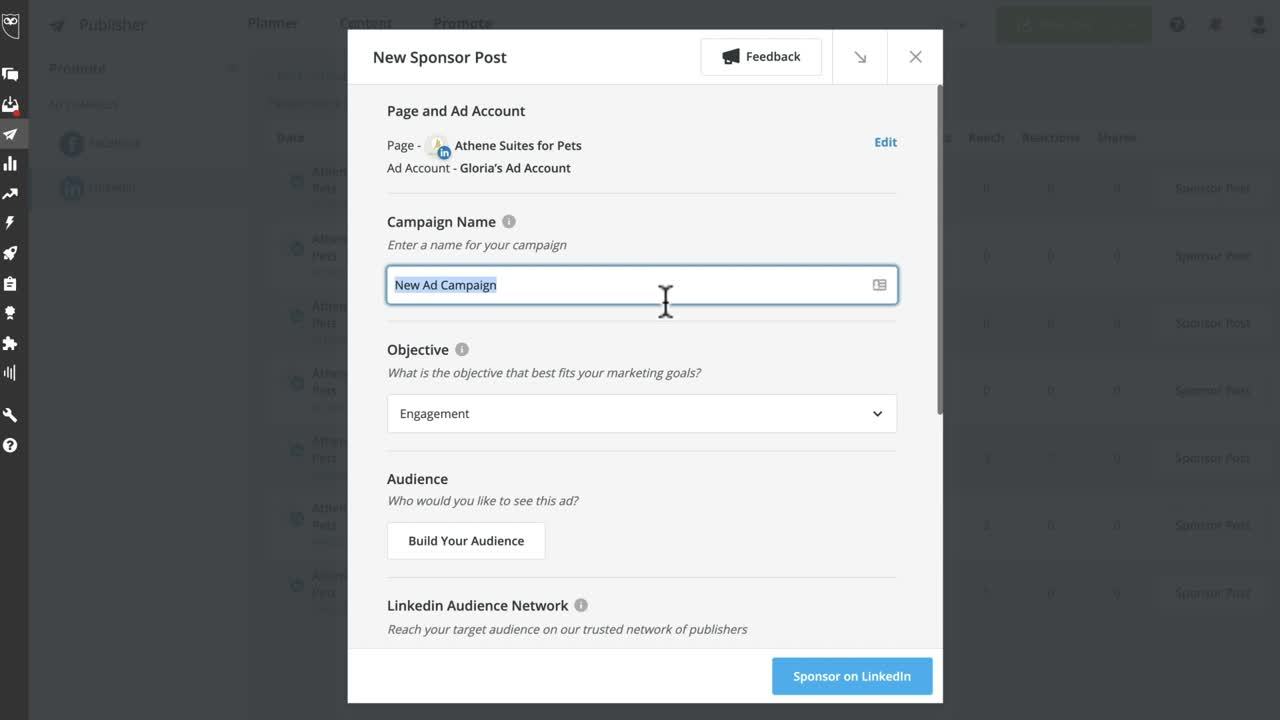 Publisher
Planner
Content
Promote
New Sponsor Post
Feedback
Promote
Page and Ad Account
Page - Athene Suites for Pets
Edit
Ad Account - Gloria's Ad Account
Facebook
LinkedIn
Date
Reach
Reactions
Shares
Campaign Name
Enter a name for your campaign
New Ad Campaign
Objective
What is the objective that best fits your marketing goals?
Engagement
Audience
Who would you like to see this ad?
Build Your Audience
Linkedin Audience Network
Reach your target audience on our trusted network of publishers
Sponsor on LinkedIn
Sponsor Post
Sponsor Post
Sponsor Post
Sponsor Post
Sponsor Post
Sponsor Post
Sponsor Post